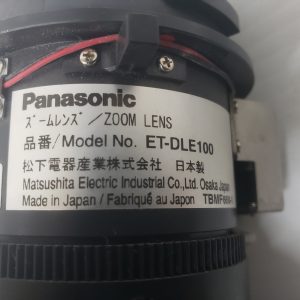 Panasonic
ズームレンズ／ZOOM LENS
品番/Model No. ET-DLE100
松下電器産業株式会社 日本製
Matsushita Electric Industrial Co., Ltd. Osaka Japan
Made in Japan / Fabriqué au Japon